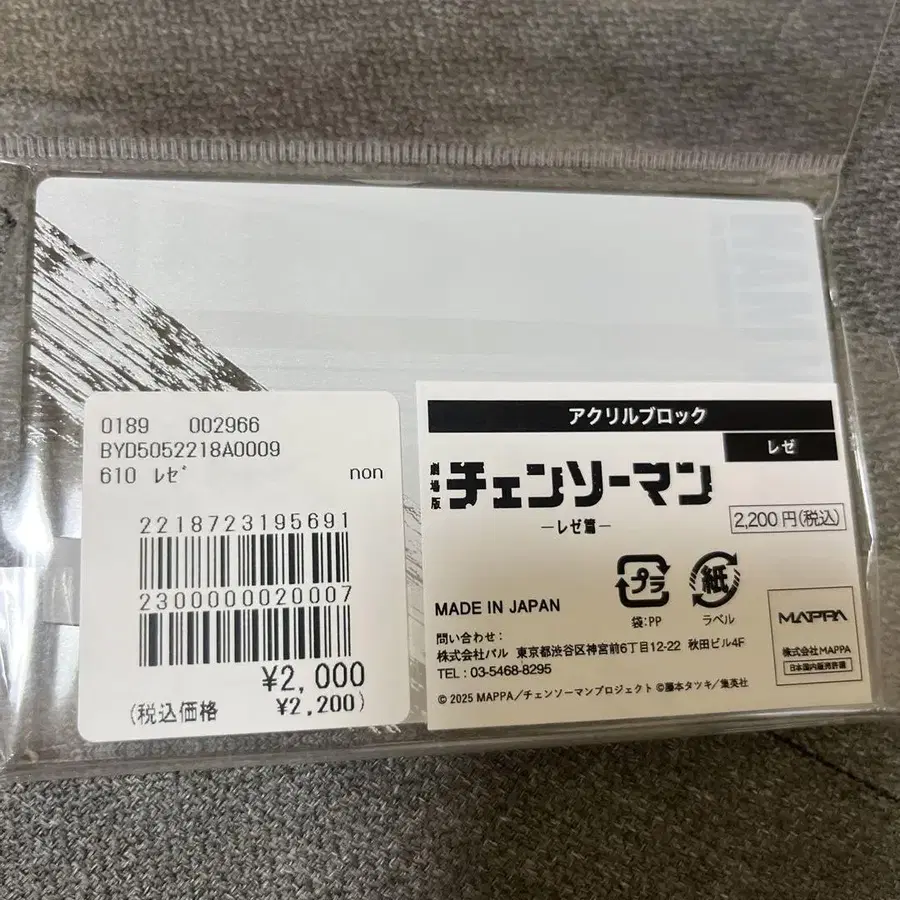 0189 002966
BYD5052218A0009
610 レゼ non
2218723195691
2300000020007
¥2,000
(税込価格 ¥2,200)
アクリルブロック
レゼ
劇場版
チェンソーマン
―レゼ篇―
2,200円(税込)
プラ
紙
袋:PP
ラベル
MADE IN JAPAN
問い合わせ:
株式会社パル 東京都渋谷区神宮前6丁目12-22 秋田ビル4F
TEL : 03-5468-8295
© 2025 MAPPA/チェンソーマンプロジェクト ©藤本タツキ/集英社
MAPPA
株式会社MAPPA
日本国内販売許諾